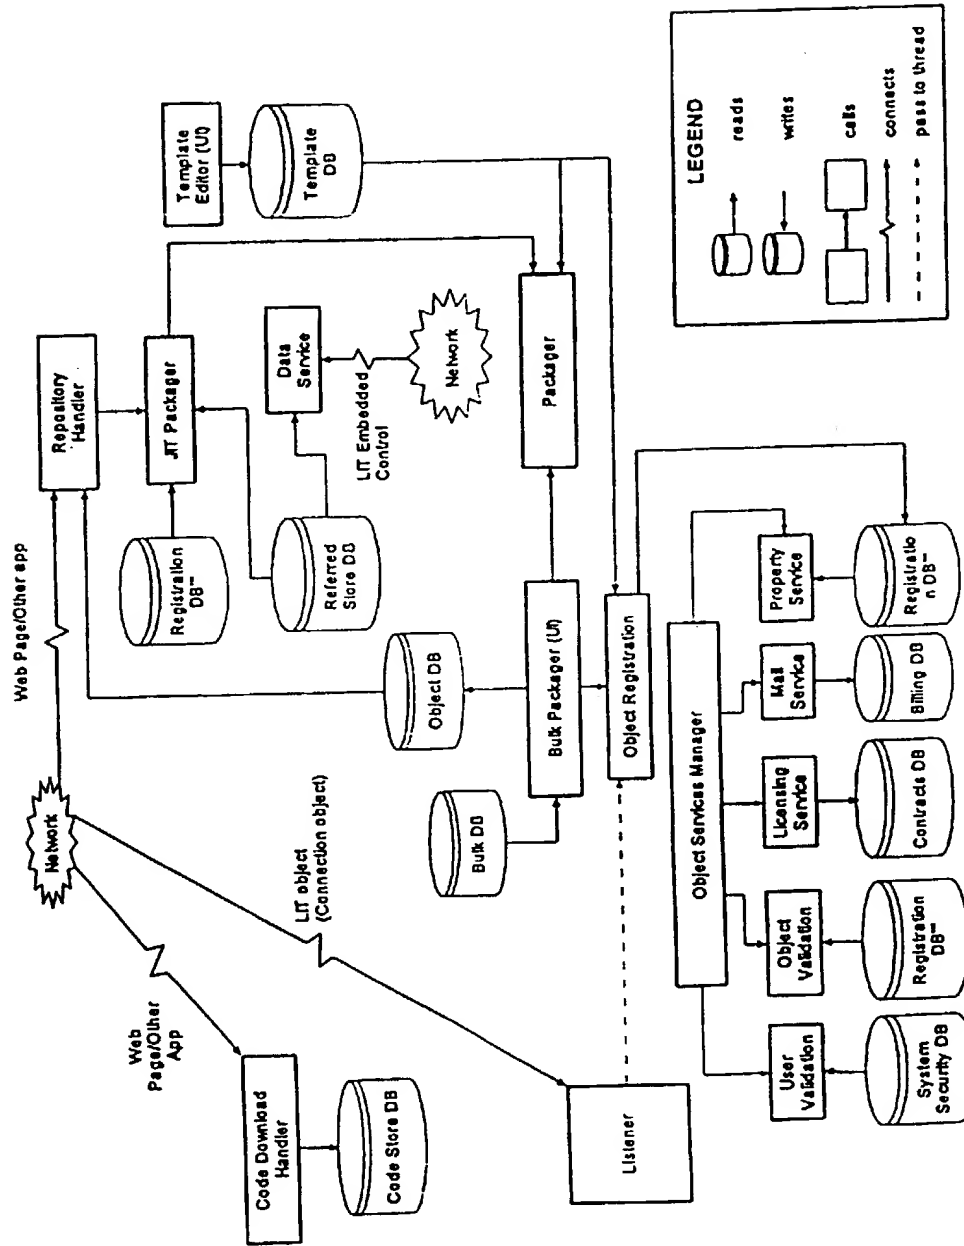 Network
Web Page/Other app
Web
Page/Other
App
LIT object
(Connection object)
Code Download
Handler
Code Store DB
Listener
Repository
Handler
JIT Packager
Registration
DB**
Referred
Store DB
Data
Service
LIT Embedded
Control
Network
Template
Editor (UI)
Template
DB
Object DB
Bulk DB
Bulk Packager (UI)
Packager
Object Registration
Object Services Manager
User
Validation
Object
Validation
Licensing
Service
Mail
Service
Property
Service
System
Security DB
Registration
DB**
Contracts DB
Billing DB
Registratio
n DB**
LEGEND
reads
writes
calls
connects
pass to thread